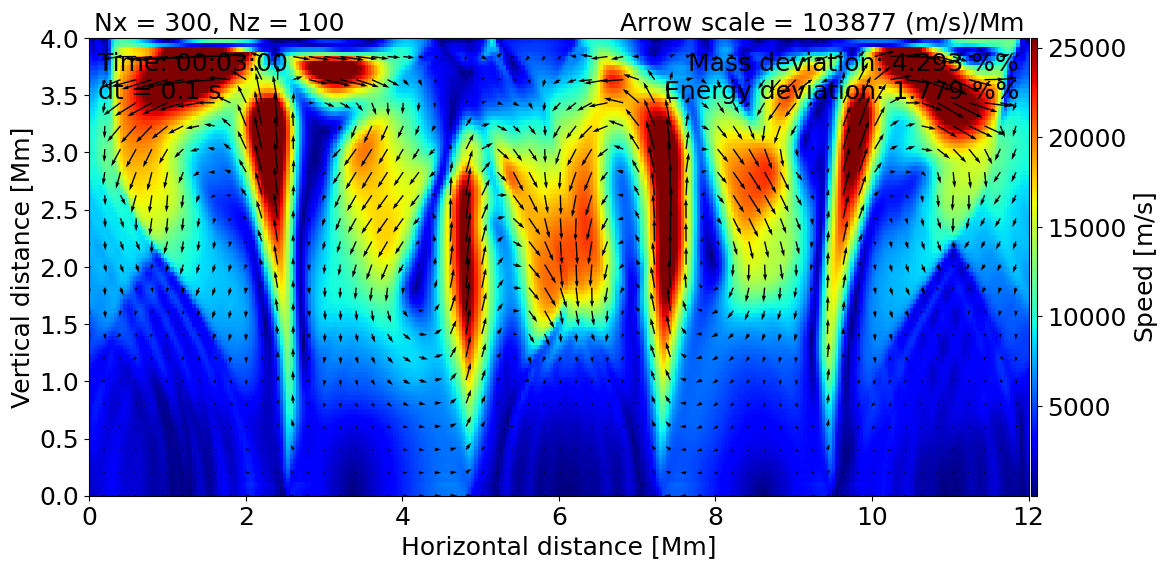 Nx = 300, Nz = 100
Arrow scale = 103877 (m/s)/Mm
Time: 00:03:00
Mass deviation: 4.293 %%
dt = 0.1 s
Energy deviation: 1.779 %%
4.0
3.5
3.0
2.5
2.0
1.5
1.0
0.5
0.0
Vertical distance [Mm]
0 2 4 6 8 10 12
Horizontal distance [Mm]
25000
20000
15000
10000
5000
Speed [m/s]